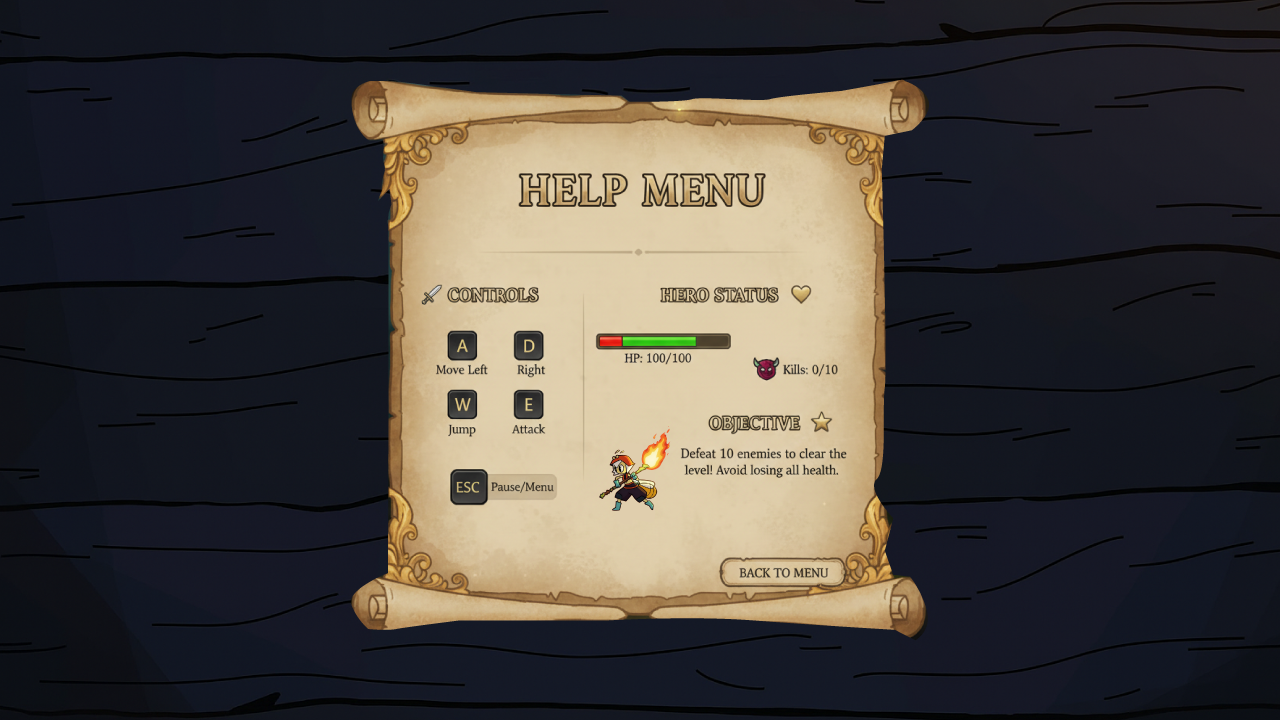 HELP MENU
CONTROLS
A
D
Move Left
Right
W
E
Jump
Attack
ESC
Pause/Menu
HERO STATUS
HP: 100/100
Kills: 0/10
OBJECTIVE
Defeat 10 enemies to clear the
level! Avoid losing all health.
BACK TO MENU